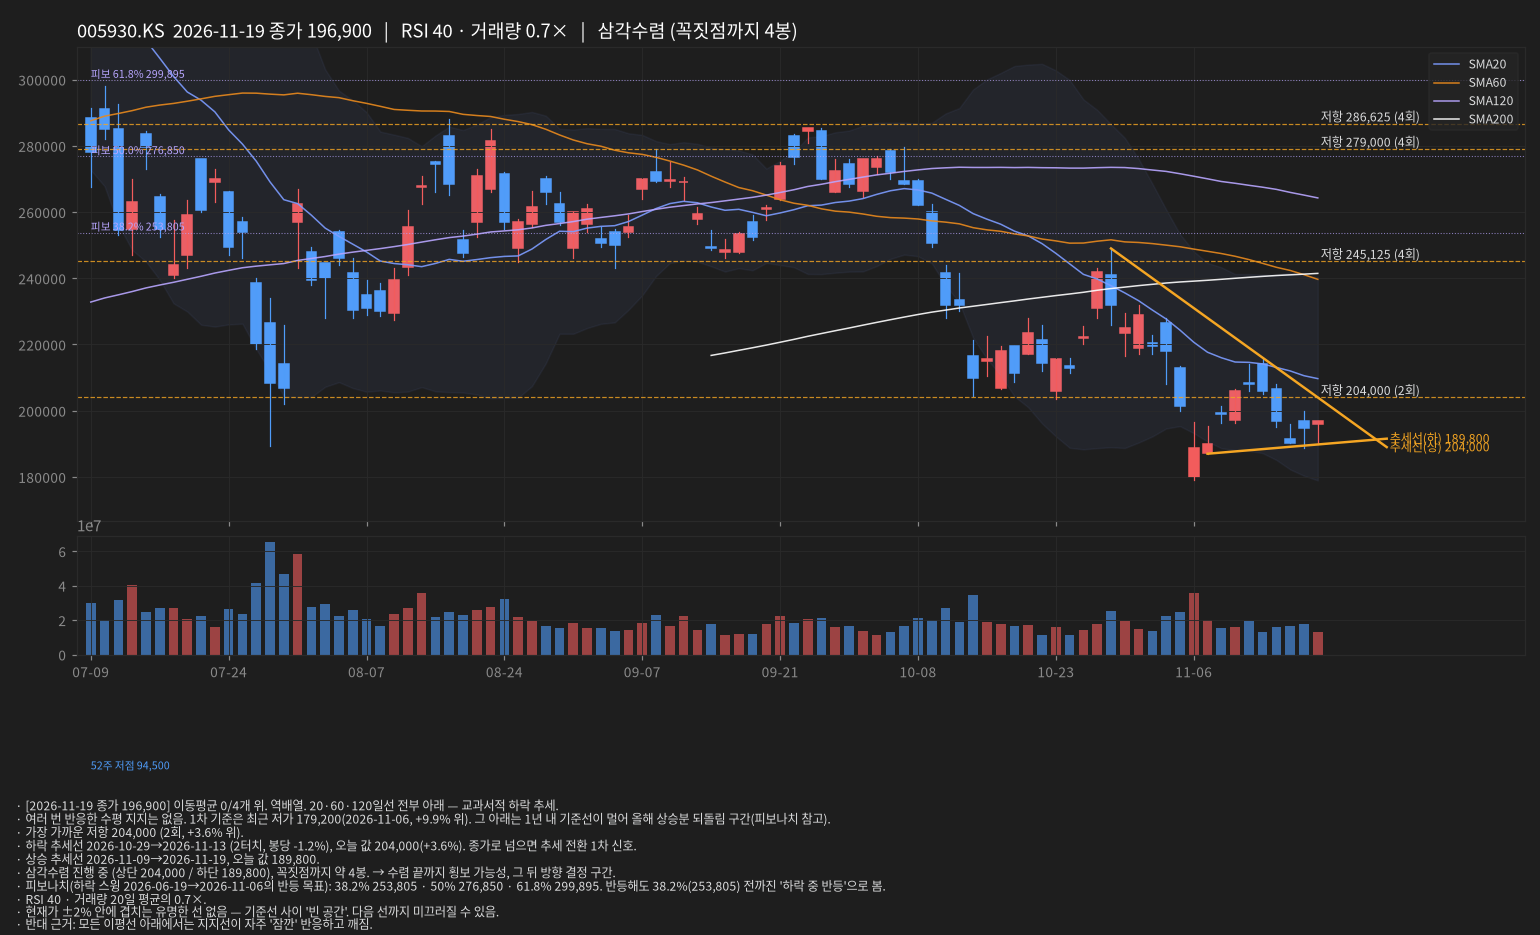 005930.KS 2026-11-19 종가 196,900 | RSI 40 · 거래량 0.7× | 삼각수렴 (꼭짓점까지 4봉)
SMA20
SMA60
SMA120
SMA200
300000
280000
260000
240000
220000
200000
180000
피보 61.8% 299,895
피보 50.0% 276,850
피보 38.2% 253,805
저항 286,625 (4회)
저항 279,000 (4회)
저항 245,125 (4회)
저항 204,000 (2회)
추세선(하) 189,800
추세선(상) 204,000
1e7
6
4
2
0
07-09
07-24
08-07
08-24
09-07
09-21
10-08
10-23
11-06
52주 저점 94,500
· [2026-11-19 종가 196,900] 이동평균 0/4개 위. 역배열. 20·60·120일선 전부 아래 — 교과서적 하락 추세.
· 여러 번 반응한 수평 지지는 없음. 1차 기준은 최근 저가 179,200(2026-11-06, +9.9% 위). 그 아래는 1년 내 기준선이 멀어 올해 상승분 되돌림 구간(피보나치 참고).
· 가장 가까운 저항 204,000 (2회, +3.6% 위).
· 하락 추세선 2026-10-29→2026-11-13 (2터치, 봉당 -1.2%), 오늘 값 204,000(+3.6%). 종가로 넘으면 추세 전환 1차 신호.
· 상승 추세선 2026-11-09→2026-11-19, 오늘 값 189,800.
· 삼각수렴 진행 중 (상단 204,000 / 하단 189,800), 꼭짓점까지 약 4봉. → 수렴 끝까지 횡보 가능성, 그 뒤 방향 결정 구간.
· 피보나치(하락 스윙 2026-06-19→2026-11-06의 반등 목표): 38.2% 253,805 · 50% 276,850 · 61.8% 299,895. 반등해도 38.2%(253,805) 전까진 '하락 중 반등'으로 봄.
· RSI 40 · 거래량 20일 평균의 0.7×.
· 현재가 ±2% 안에 겹치는 유명한 선 없음 — 기준선 사이 '빈 공간'. 다음 선까지 미끄러질 수 있음.
· 반대 근거: 모든 이평선 아래에서는 지지선이 자주 '잠깐' 반응하고 깨짐.